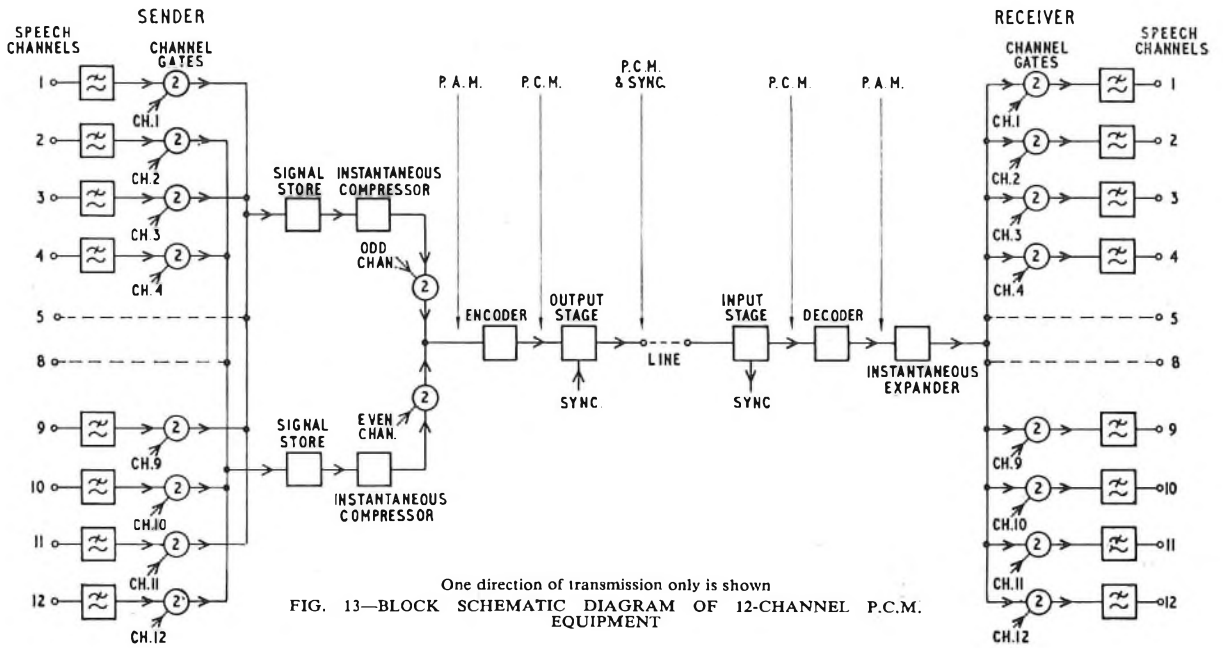 SENDER
RECEIVER
SPEECH
CHANNELS
CHANNEL
GATES
P.A.M.
P.C.M.
P.C.M.
& SYNC.
P.C.M.
P.A.M.
CHANNEL
GATES
SPEECH
CHANNELS
1
2
CH.1
2
2
CH.2
3
2
CH.3
4
2
CH.4
5
8
9
2
CH.9
10
2
CH.10
11
2
CH.11
12
2
CH.12
SIGNAL
STORE
INSTANTANEOUS
COMPRESSOR
ODD
CHAN.
2
EVEN
CHAN.
2
SIGNAL
STORE
INSTANTANEOUS
COMPRESSOR
ENCODER
OUTPUT
STAGE
SYNC
LINE
INPUT
STAGE
SYNC
DECODER
INSTANTANEOUS
EXPANDER
2
CH.1
1
2
CH.2
2
2
CH.3
3
2
CH.4
4
5
8
2
CH.9
9
2
CH.10
10
2
CH.11
11
2
CH.12
12
One direction of transmission only is shown
FIG. 13—BLOCK SCHEMATIC DIAGRAM OF 12-CHANNEL P.C.M.
EQUIPMENT